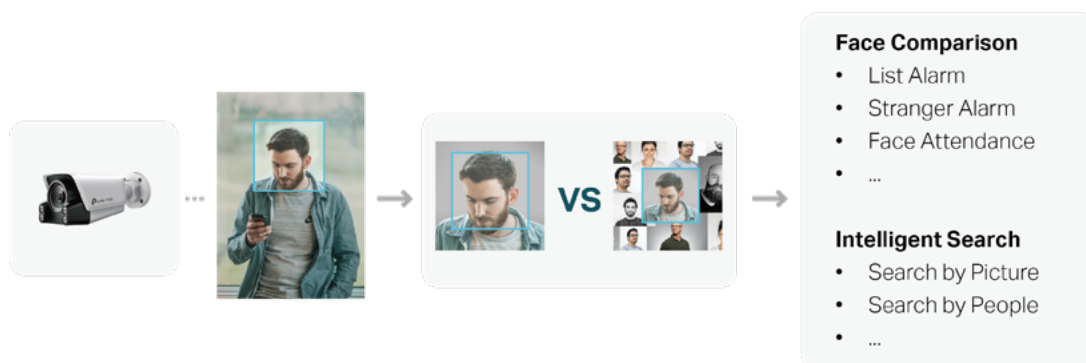 VS
Face Comparison
• List Alarm
• Stranger Alarm
• Face Attendance
• ...
Intelligent Search
• Search by Picture
• Search by People
• ...